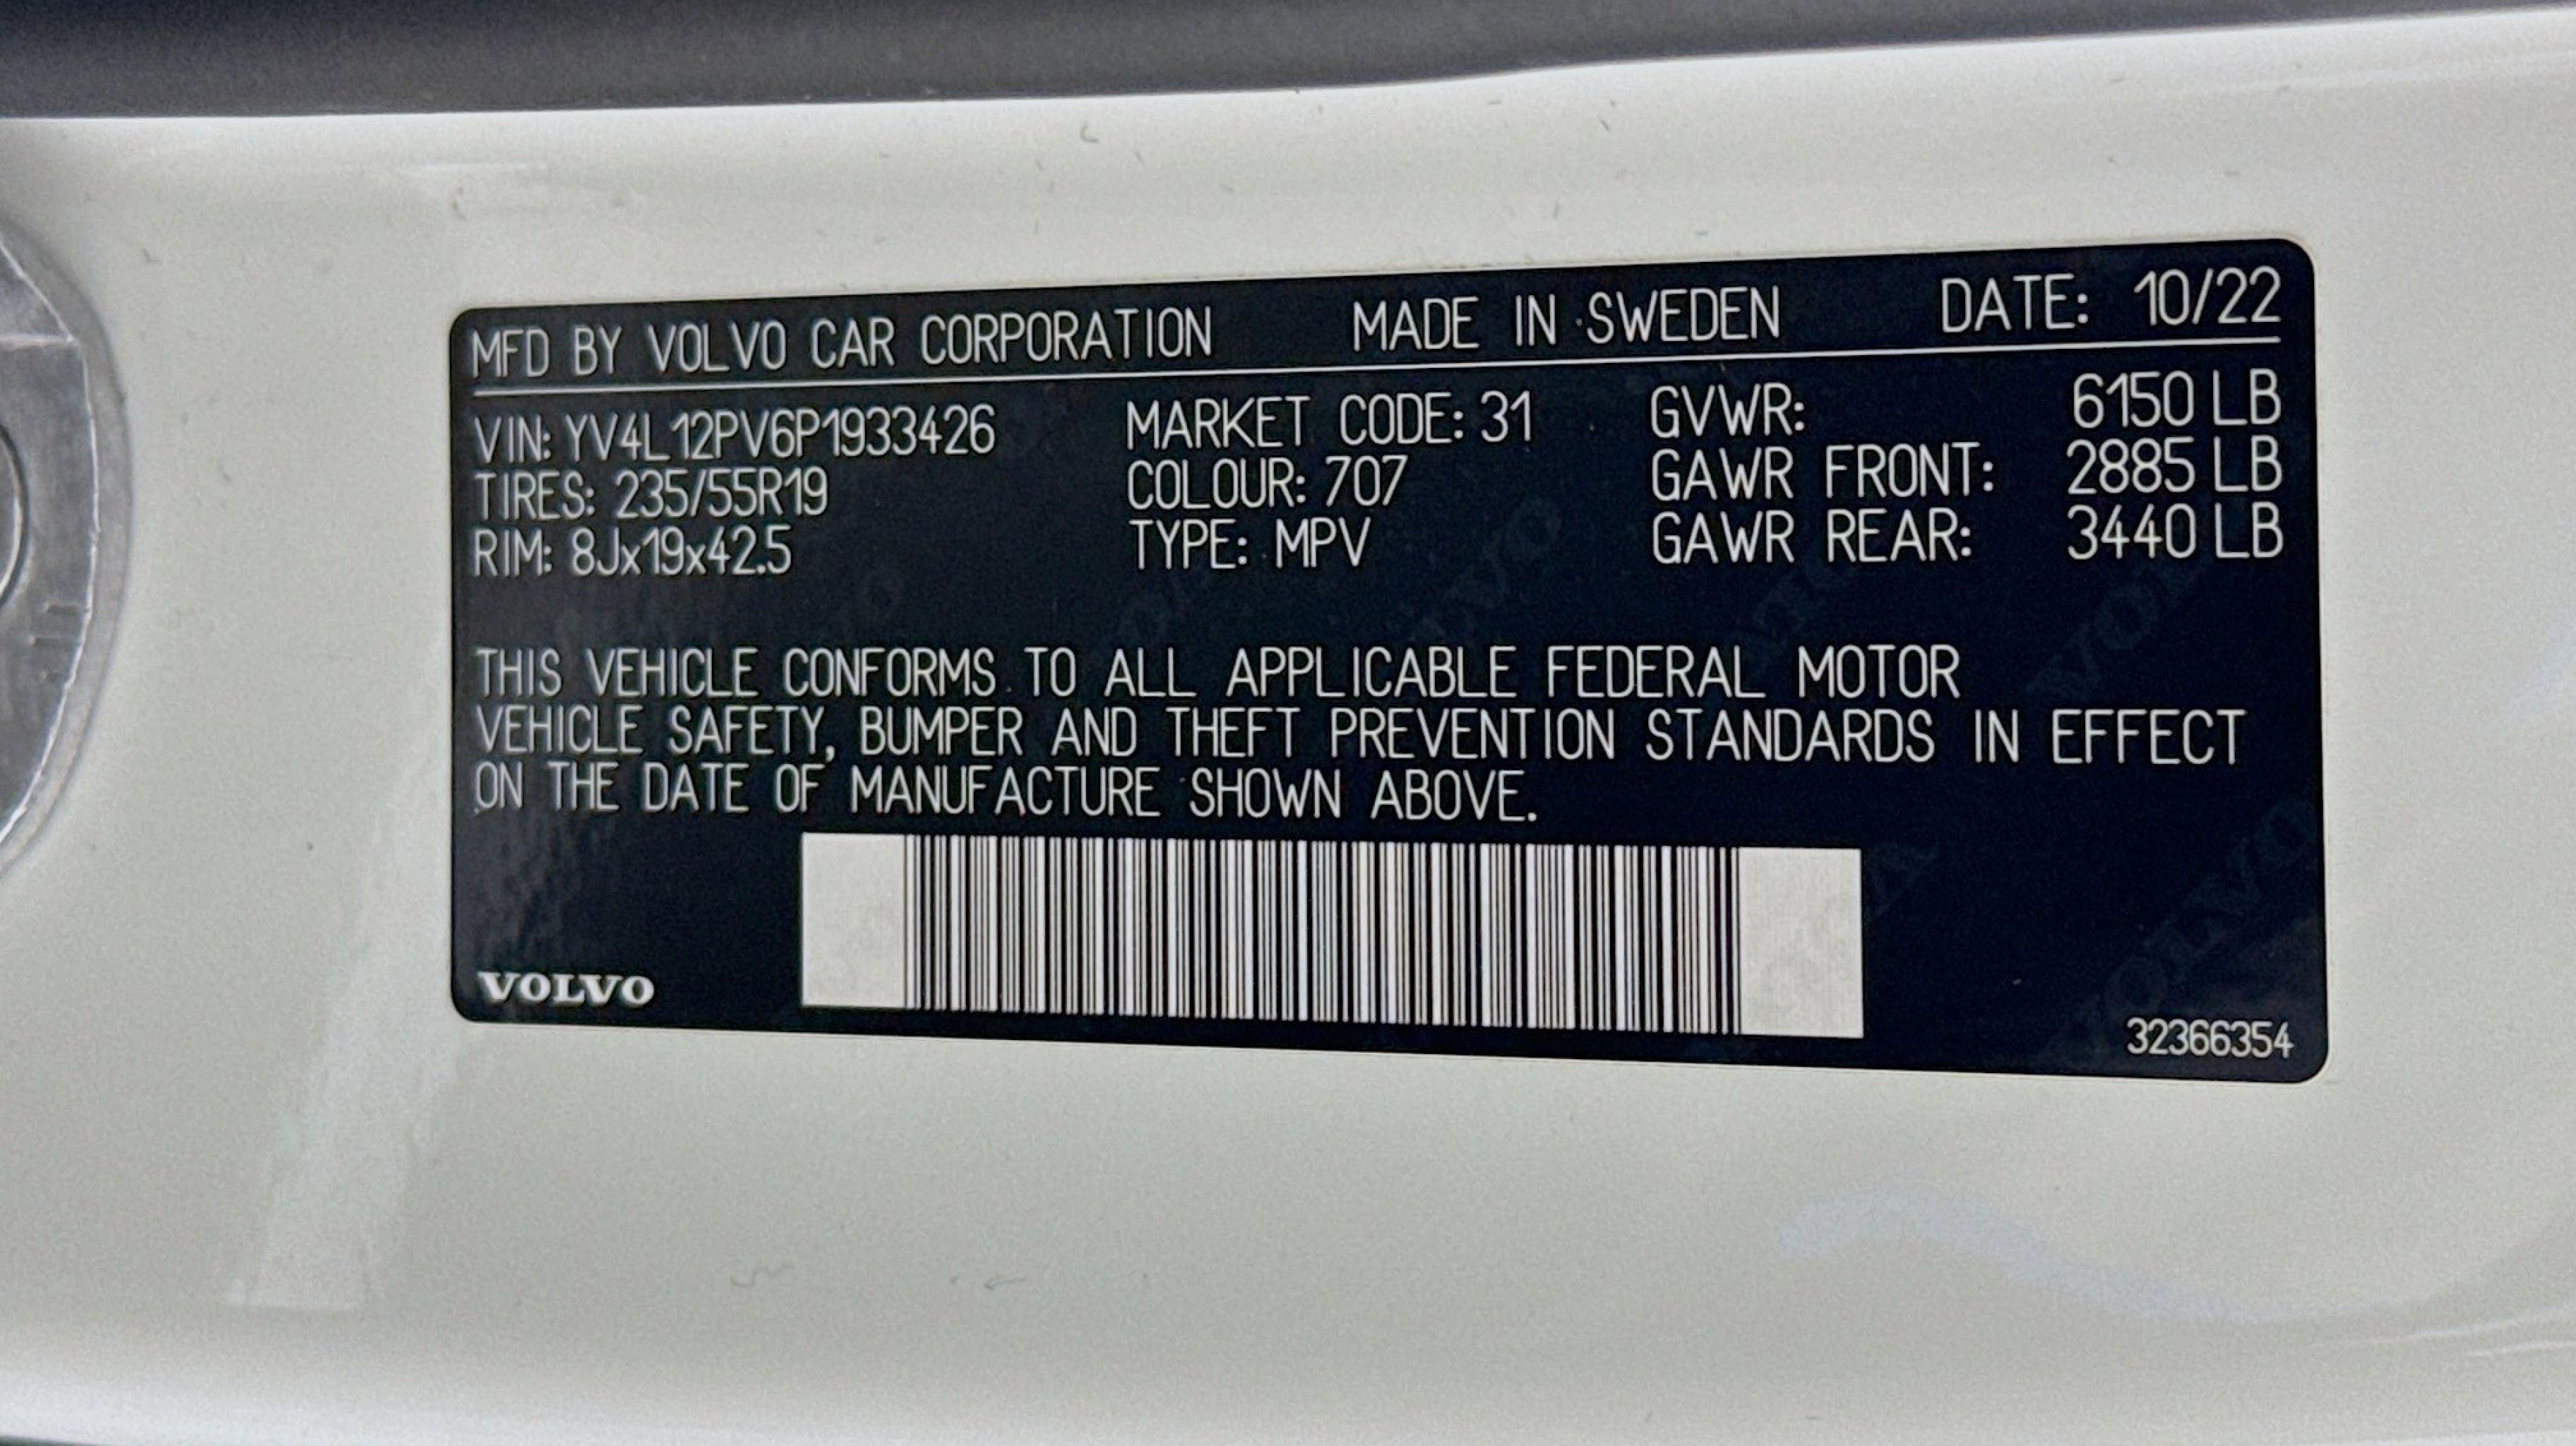 MFD BY VOLVO CAR CORPORATION MADE IN SWEDEN DATE: 10/22
VIN: YV4L12PV6P1933426 MARKET CODE: 31 GVWR: 6150 LB
TIRES: 235/55R19 COLOUR: 707 GAWR FRONT: 2885 LB
RIM: 8Jx19x42.5 TYPE: MPV GAWR REAR: 3440 LB
THIS VEHICLE CONFORMS TO ALL APPLICABLE FEDERAL MOTOR
VEHICLE SAFETY, BUMPER AND THEFT PREVENTION STANDARDS IN EFFECT
ON THE DATE OF MANUFACTURE SHOWN ABOVE.
VOLVO
32366354